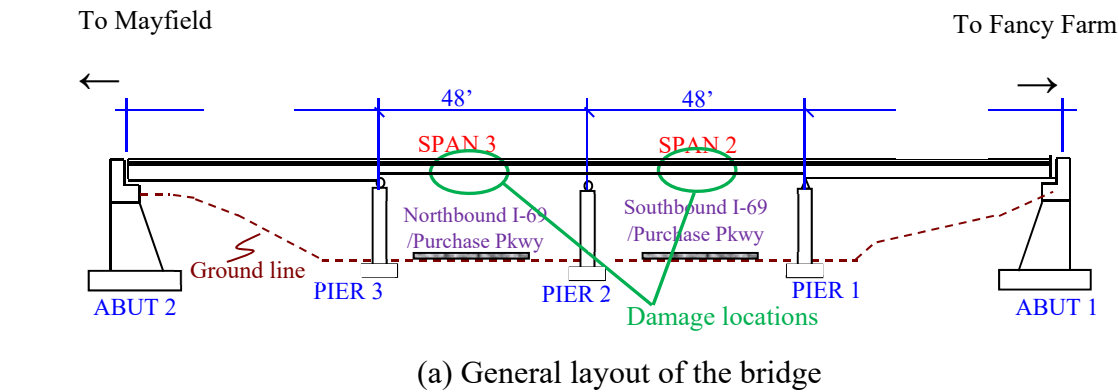 To Mayfield
To Fancy Farm
48’
48’
SPAN 3
SPAN 2
Northbound I-69
/Purchase Pkwy
Southbound I-69
/Purchase Pkwy
Ground line
ABUT 2
PIER 3
PIER 2
PIER 1
ABUT 1
Damage locations
(a) General layout of the bridge